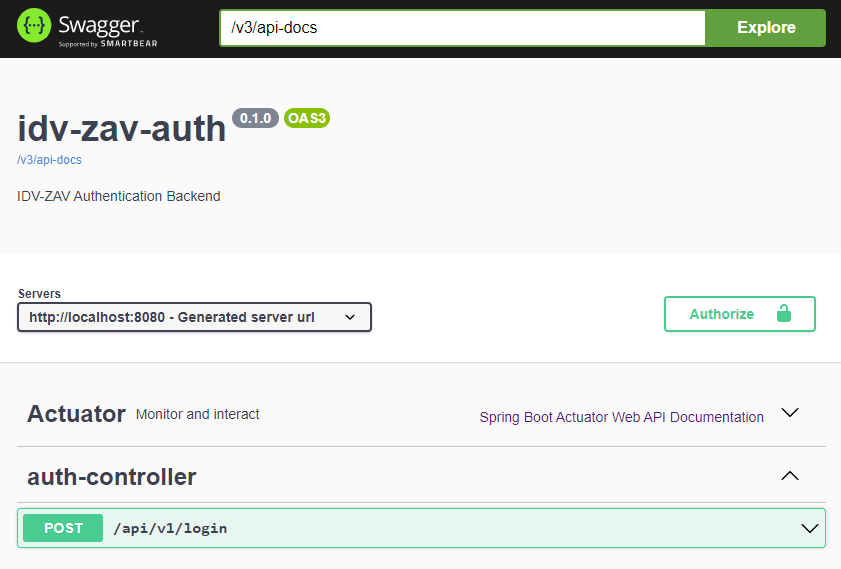 {···} Swagger.
Supported by SMARTBEAR
/v3/api-docs
Explore
idv-zav-auth 0.1.0 OAS3
/v3/api-docs
IDV-ZAV Authentication Backend
Servers
http://localhost:8080 - Generated server url
Authorize
Actuator Monitor and interact Spring Boot Actuator Web API Documentation
auth-controller
POST /api/v1/login